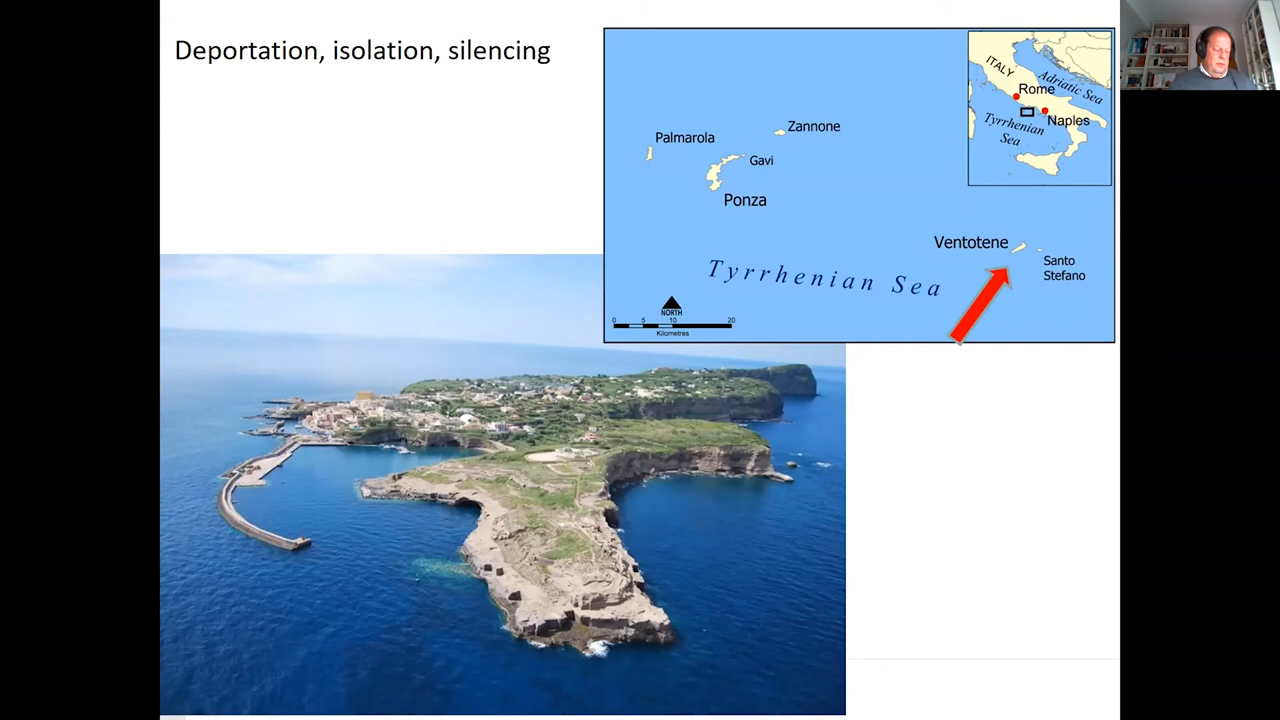 Deportation, isolation, silencing
ITALY
Adriatic Sea
Rome
Naples
Tyrrhenian
Sea
Zannone
Palmarola
Gavi
Ponza
Ventotene
Santo
Stefano
Tyrrhenian Sea
NORTH
0 5 10 20
Kilometres